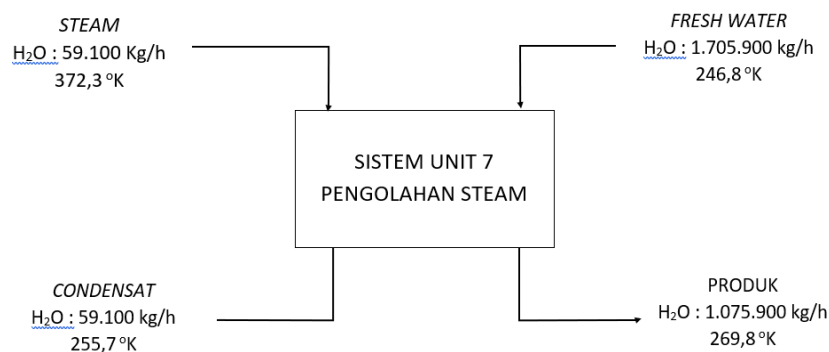 STEAM
H₂O : 59.100 Kg/h
372,3 °K
FRESH WATER
H₂O : 1.705.900 kg/h
246,8 °K
SISTEM UNIT 7
PENGOLAHAN STEAM
CONDENSAT
H₂O : 59.100 kg/h
255,7 °K
PRODUK
H₂O : 1.075.900 kg/h
269,8 °K